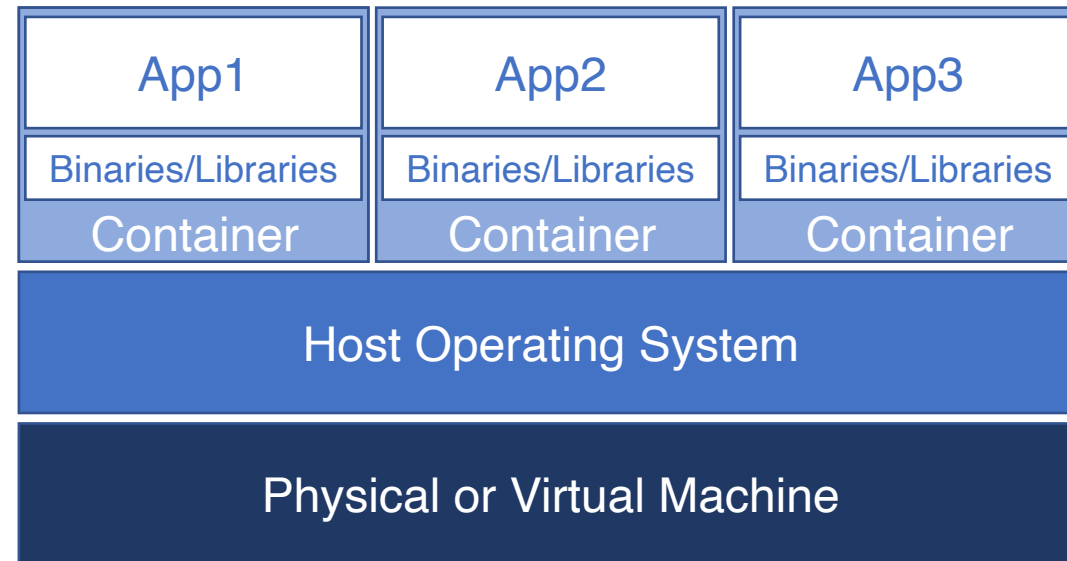 App1
App2
App3
Binaries/Libraries
Binaries/Libraries
Binaries/Libraries
Container
Container
Container
Host Operating System
Physical or Virtual Machine